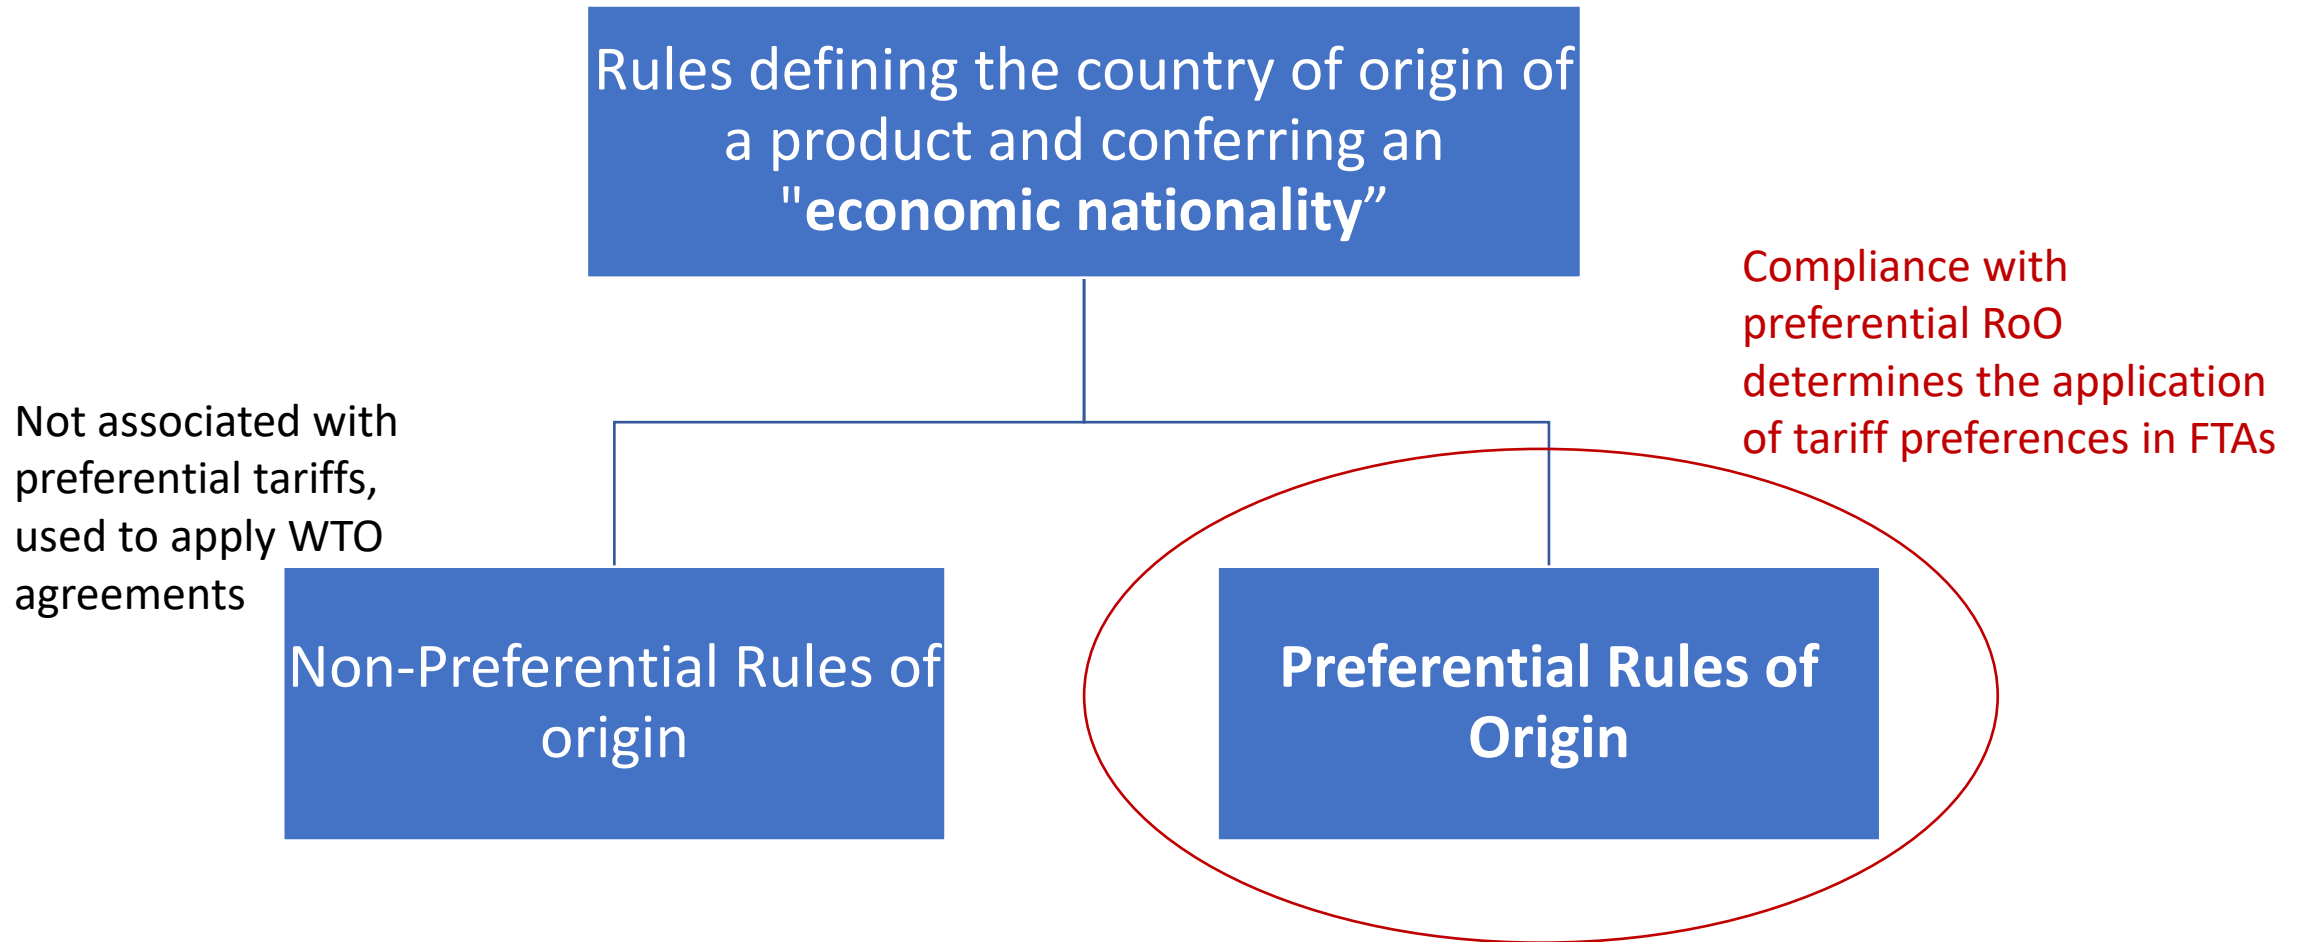 Rules defining the country of origin of
a product and conferring an
"economic nationality”
Compliance with
preferential RoO
determines the application
of tariff preferences in FTAs
Not associated with
preferential tariffs,
used to apply WTO
agreements
Non-Preferential Rules of
origin
Preferential Rules of
Origin